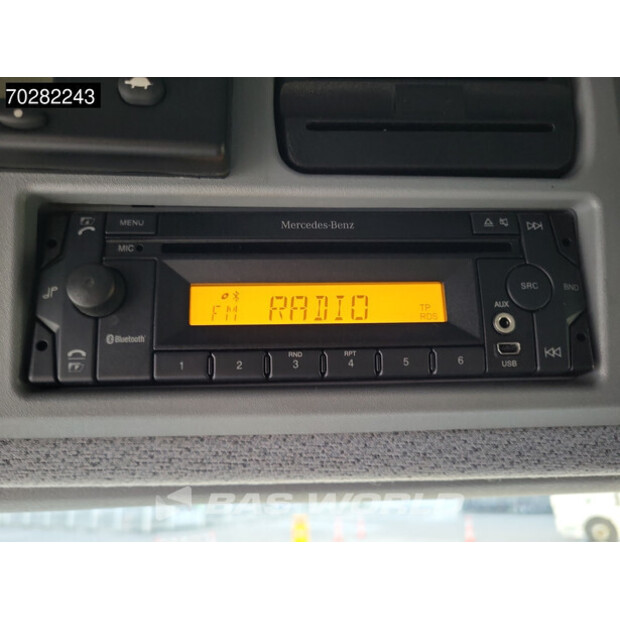 70282243
Mercedes-Benz
MENU
MIC
FM RADIO
TP
RDS
SRC
BND
AUX
USB
Bluetooth
RND
RPT
1 2 3 4 5 6
BAS WORLD